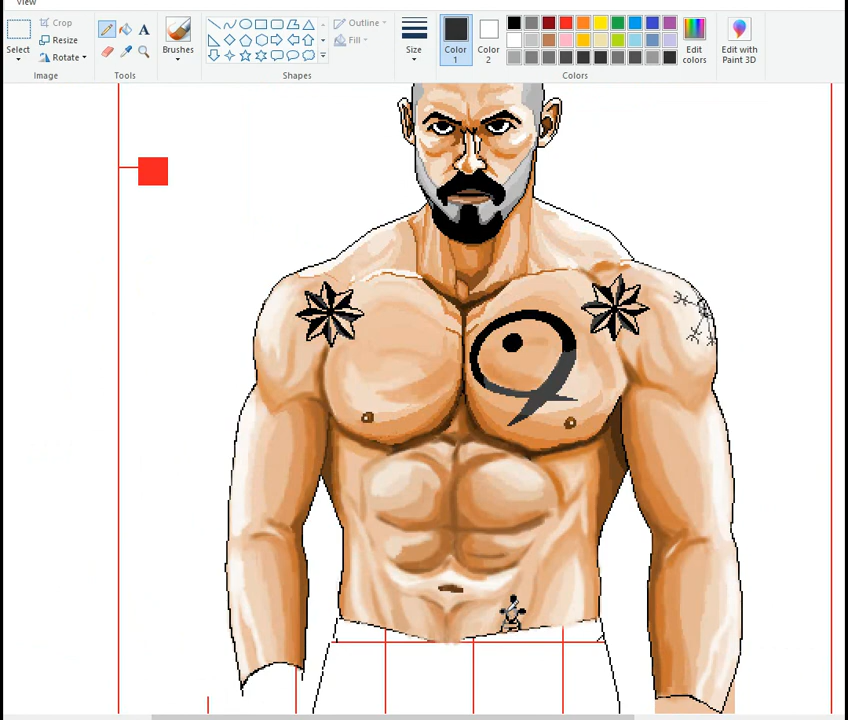 View
Crop
Resize
Rotate
Select
Image
A
Tools
Brushes
Outline
Fill
Shapes
Size
Color
1
Color
2
Edit
colors
Edit with
Paint 3D
Colors